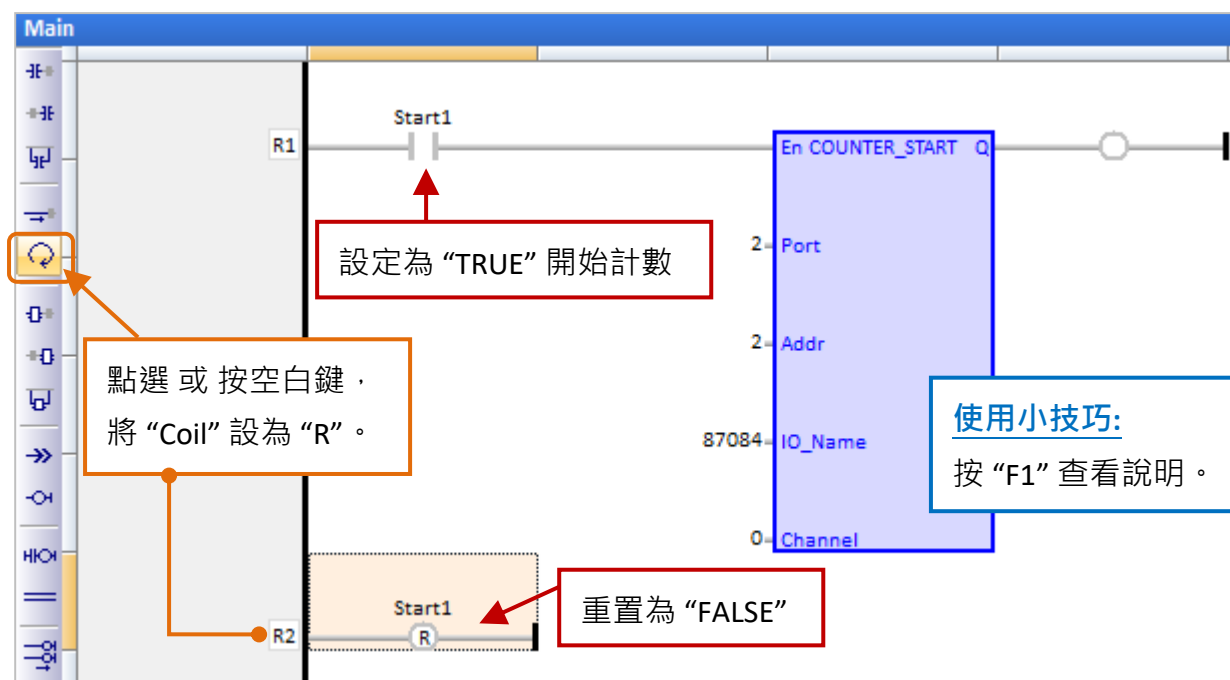 Main
Start1
R1
En COUNTER_START Q
設定為 “TRUE” 開始計數
2
Port
2
Addr
點選 或 按空白鍵，
將 “Coil” 設為 “R”。
87084
IO_Name
使用小技巧:
按 “F1” 查看說明。
0
Channel
Start1
R2
R
重置為 “FALSE”